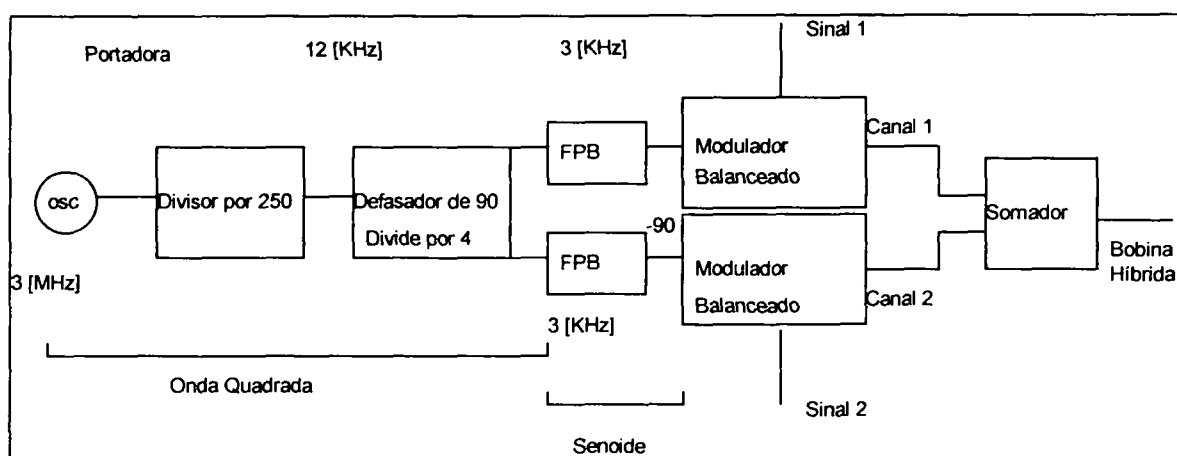 Sinal 1
Portadora
12 [KHz]
3 [KHz]
FPB
Modulador
Balanceado
Canal 1
osc
Divisor por 250
Defasador de 90
Divide por 4
Somador
-90
FPB
Modulador
Balanceado
Canal 2
Bobina
Híbrida
3 [MHz]
3 [KHz]
Onda Quadrada
Sinal 2
Senoide